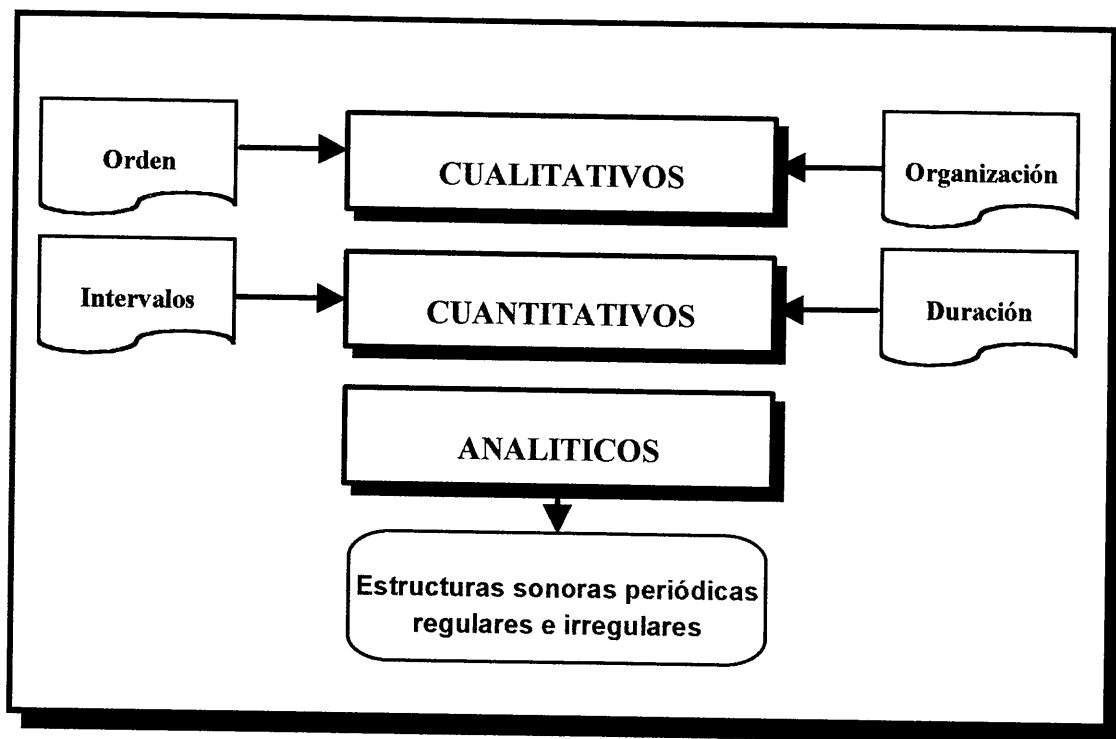 Orden
CUALITATIVOS
Organización
Intervalos
CUANTITATIVOS
Duración
ANALITICOS
Estructuras sonoras periódicas
regulares e irregulares